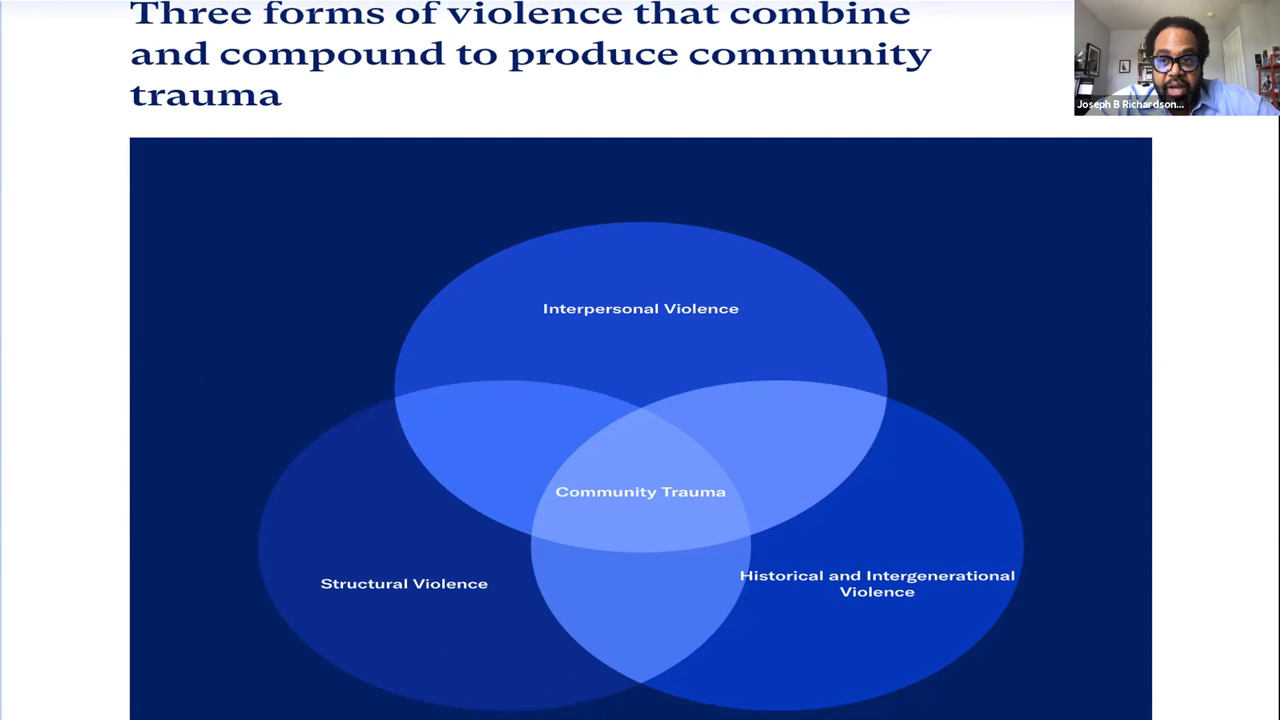 Three forms of violence that combine
and compound to produce community
trauma
Joseph B Richardson...
Interpersonal Violence
Community Trauma
Structural Violence
Historical and Intergenerational
Violence